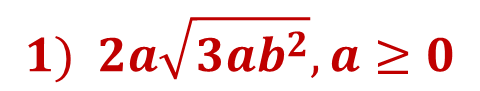 1) 2a√(3ab²), a ≥ 0